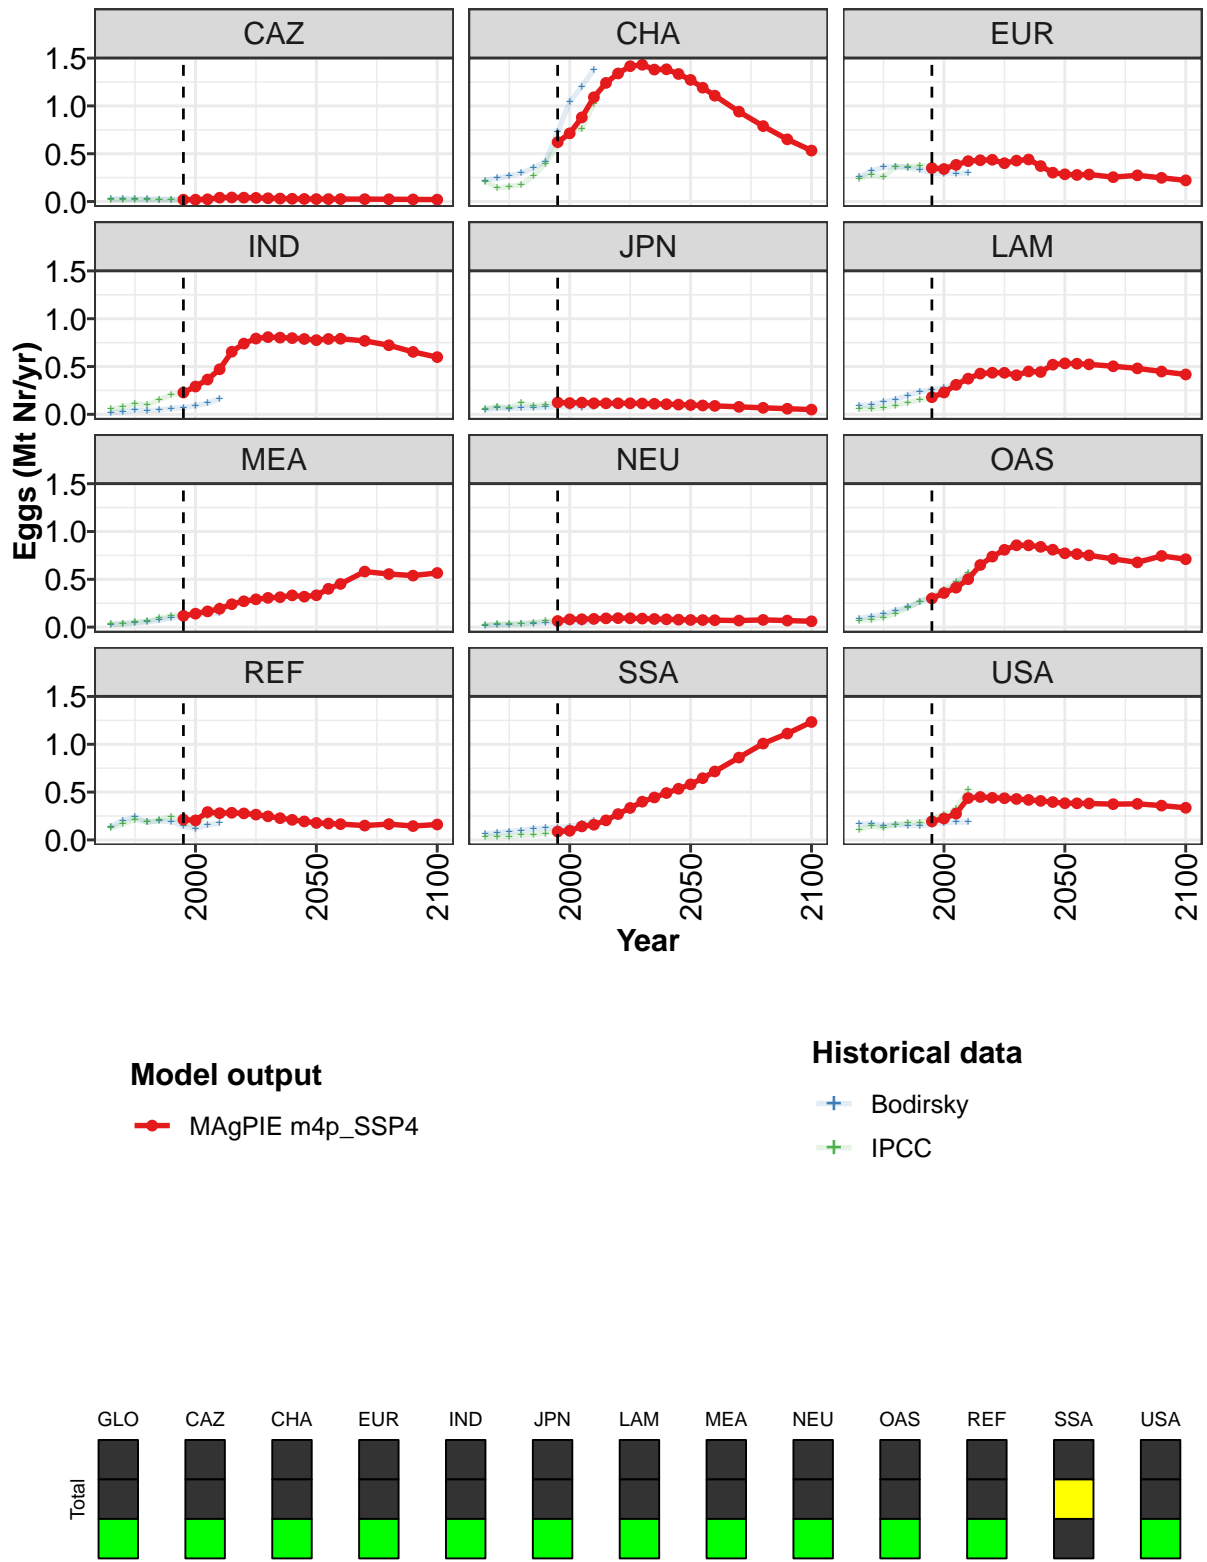 CAZ CHA EUR
1.5
1.0
0.5
0.0
IND JPN LAM
1.5
1.0
0.5
0.0
Eggs (Mt Nr/yr)
MEA NEU OAS
1.5
1.0
0.5
0.0
REF SSA USA
1.5
1.0
0.5
0.0
2000 2050 2100 2000 2050 2100 2000 2050 2100
Year
Model output
MAgPIE m4p_SSP4
Historical data
Bodirsky
IPCC
GLO CAZ CHA EUR IND JPN LAM MEA NEU OAS REF SSA USA
Total